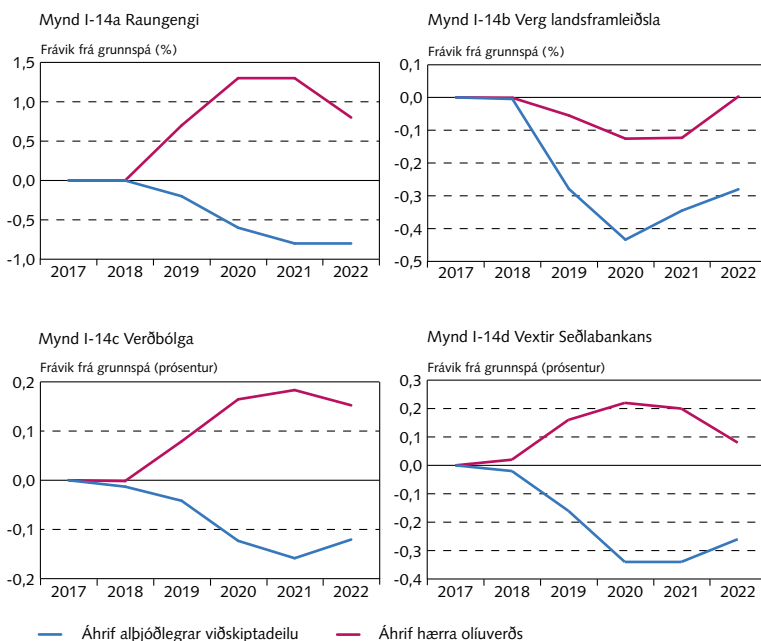 Mynd I-14a Raungengi
Frávik frá grunnspá (%)
1,5
1,0
0,5
0,0
-0,5
-1,0
2017 2018 2019 2020 2021 2022
Mynd I-14b Verg landsframleiðsla
Frávik frá grunnspá (%)
0,1
0,0
-0,1
-0,2
-0,3
-0,4
-0,5
2017 2018 2019 2020 2021 2022
Mynd I-14c Verðbólga
Frávik frá grunnspá (prósentur)
0,2
0,1
0,0
-0,1
-0,2
2017 2018 2019 2020 2021 2022
Mynd I-14d Vextir Seðlabankans
Frávik frá grunnspá (prósentur)
0,3
0,2
0,1
0,0
-0,1
-0,2
-0,3
-0,4
2017 2018 2019 2020 2021 2022
Áhrif alþjóðlegrar viðskiptadeilu Áhrif hærra olíuverðs